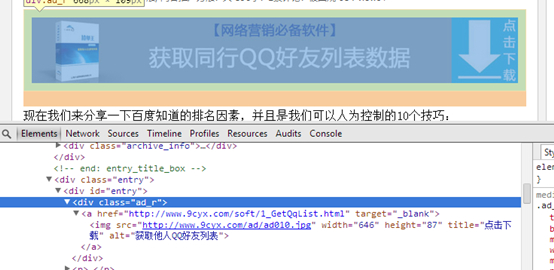 div.ad_r 668px × 109px
【网络营销必备软件】
获取同行QQ好友列表数据
点击下载
现在我们来分享一下百度知道的排名因素，并且是我们可以人为控制的10个技巧：
Elements Network Sources Timeline Profiles Resources Audits Console
▶<div class="archive_info">…</div>
</div>
<!-- end: entry_title_box -->
▼<div class="entry">
▼<div id="entry">
▼<div class="ad_r">
▼<a href="http://www.9cyx.com/soft/1_GetQqList.html" target="_blank">
<img src="http://www.9cyx.com/ad/ad010.jpg" width="646" height="87" title="点击下
载" alt="获取他人QQ好友列表">
</a>
</div>
▶<p>…</p>
Sty
elem
}
medi
.ad_